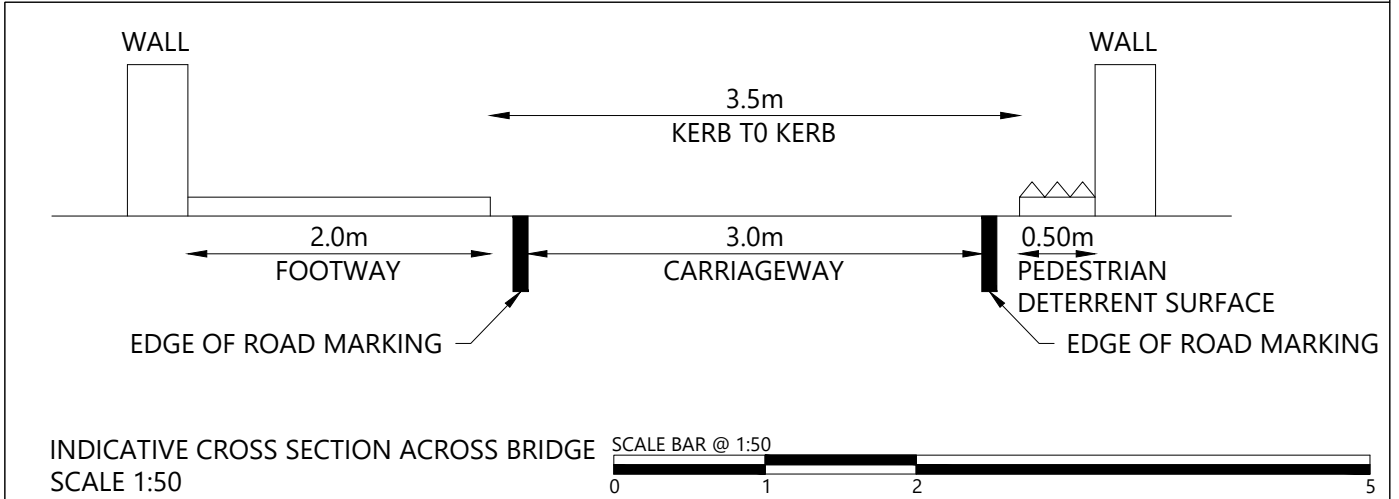 WALL
WALL
3.5m
KERB T0 KERB
2.0m
FOOTWAY
3.0m
CARRIAGEWAY
0.50m
PEDESTRIAN
DETERRENT SURFACE
EDGE OF ROAD MARKING
EDGE OF ROAD MARKING
INDICATIVE CROSS SECTION ACROSS BRIDGE
SCALE 1:50
SCALE BAR @ 1:50
0 1 2 5